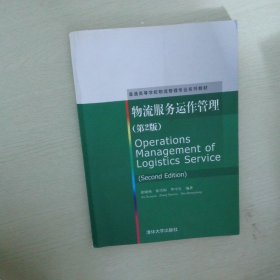 普通高等学校物流管理专业系列教材
物流服务运作管理
(第2版)
Operations
Management of
Logistics Service
(Second Edition)
编著
清华大学出版社